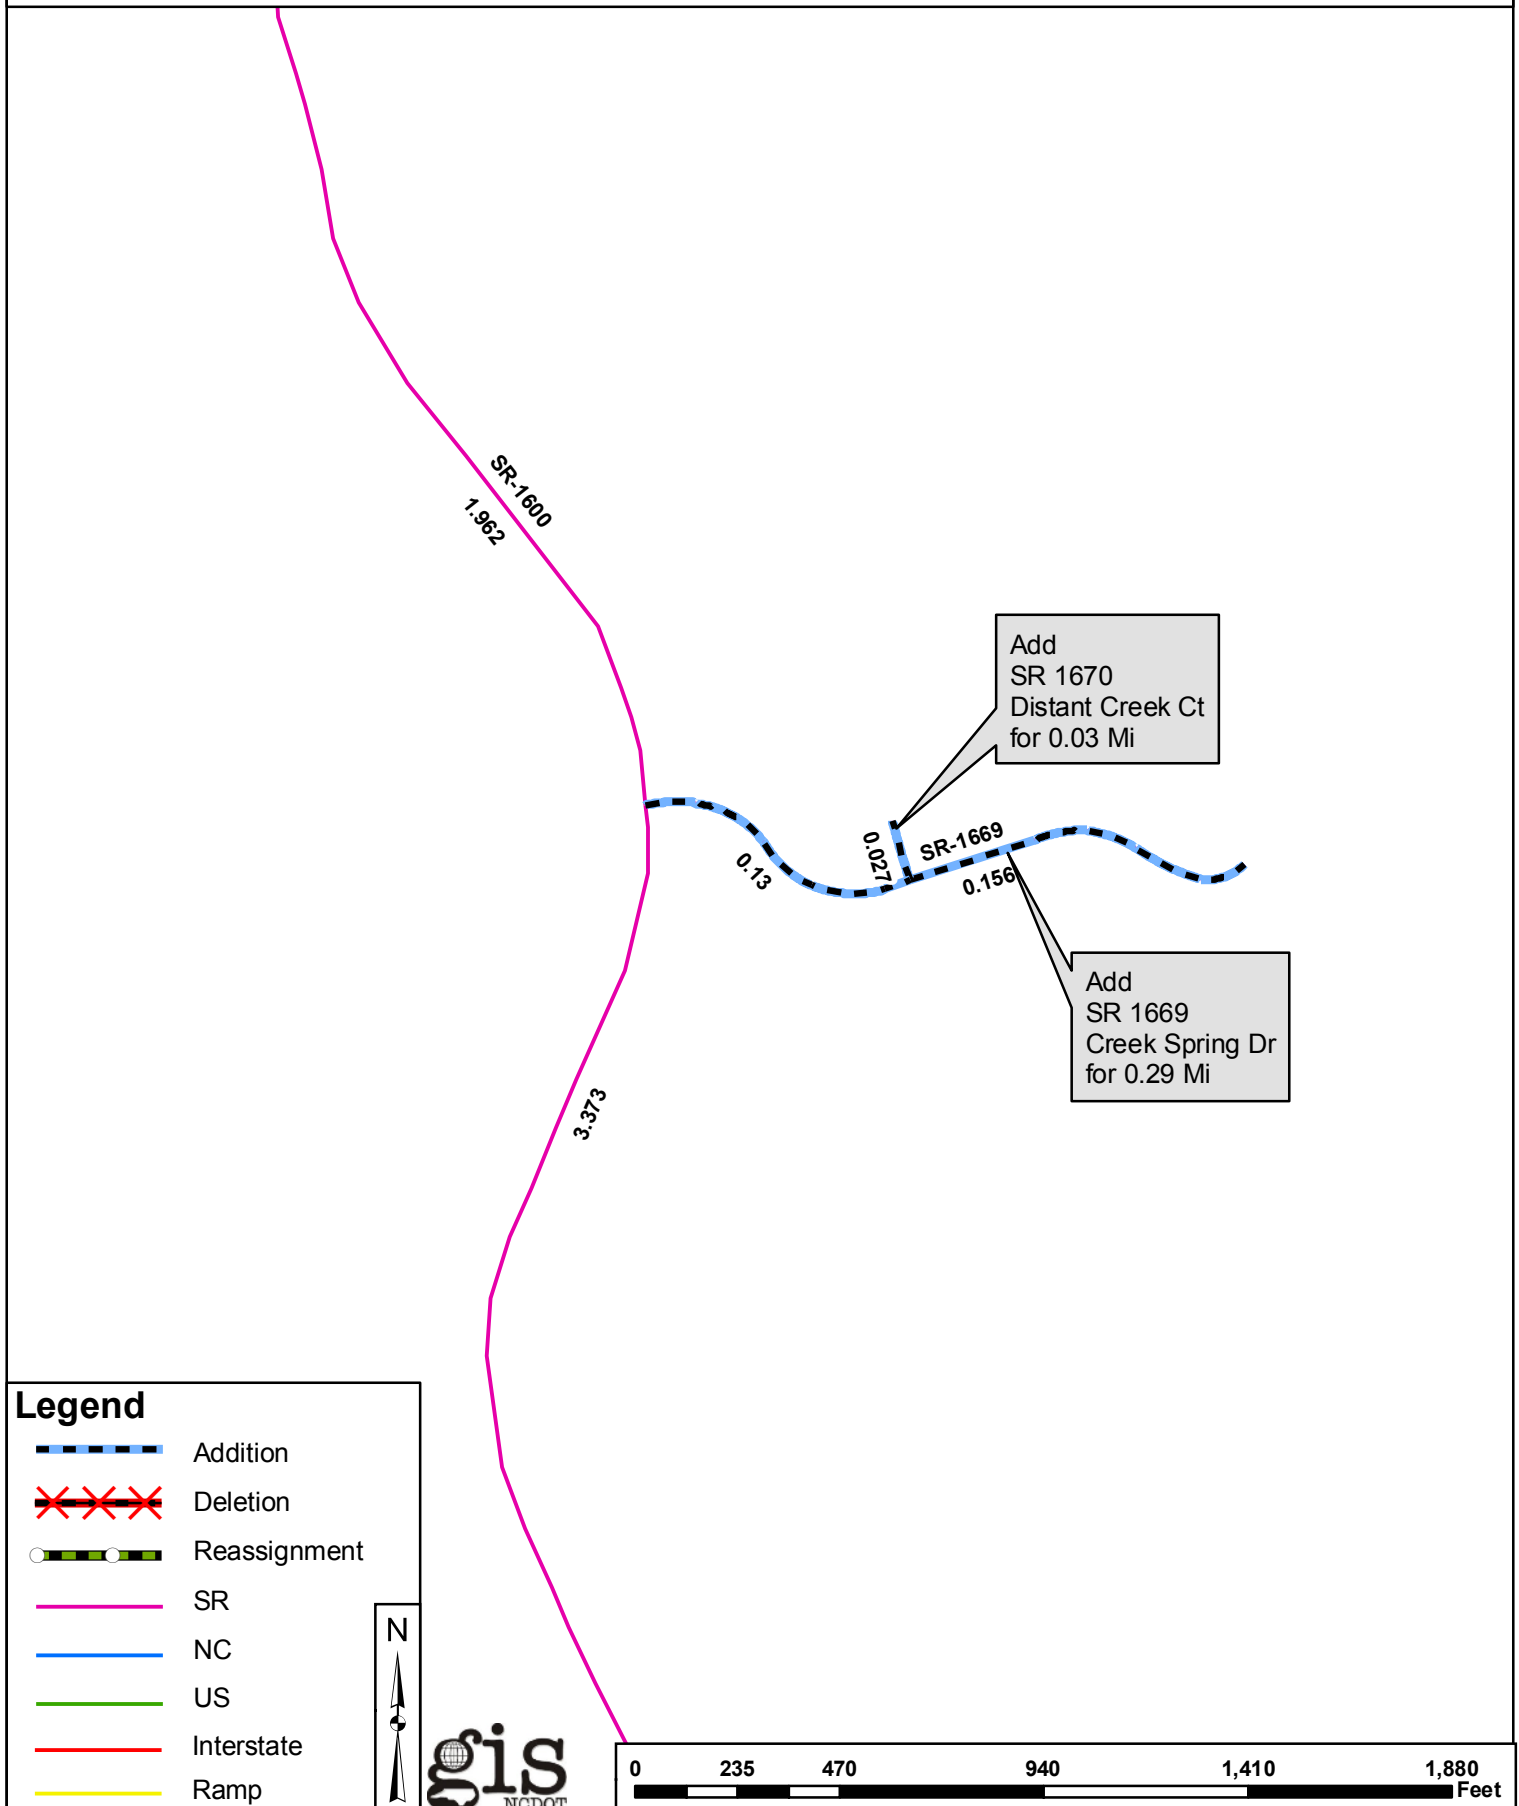 SR-1600
1.962
Add
SR 1670
Distant Creek Ct
for 0.03 Mi
0.13
0.027
SR-1669
0.156
Add
SR 1669
Creek Spring Dr
for 0.29 Mi
3.373
Legend
Addition
Deletion
Reassignment
SR
NC
US
Interstate
Ramp
N
gis
NCDOT
0 235 470 940 1,410 1,880
Feet